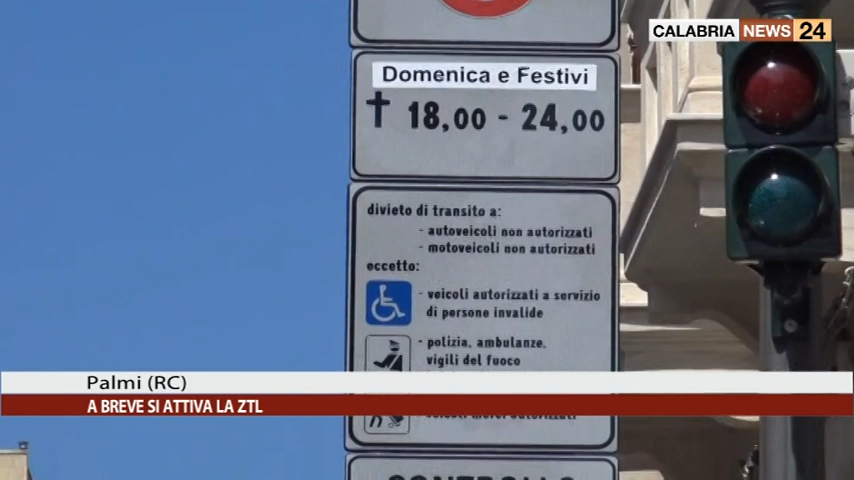 CALABRIA NEWS 24
Domenica e Festivi
18,00 - 24,00
divieto di transito a:
- autoveicoli non autorizzati
- motoveicoli non autorizzati
eccetto:
- veicoli autorizzati a servizio
di persone invalide
- polizia, ambulanze,
vigili del fuoco
Palmi (RC)
A BREVE SI ATTIVA LA ZTL